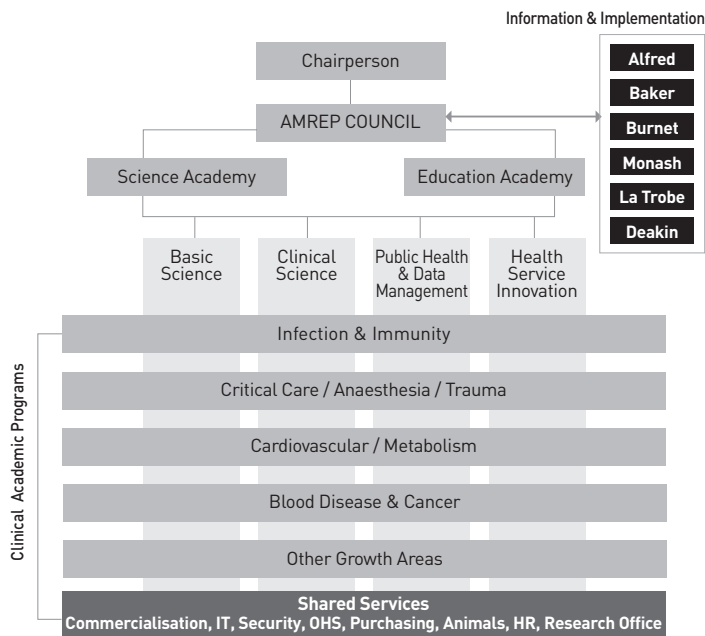 Information & Implementation
Chairperson
AMREP COUNCIL
Science Academy
Education Academy
Alfred
Baker
Burnet
Monash
La Trobe
Deakin
Basic
Science
Clinical
Science
Public Health
& Data
Management
Health
Service
Innovation
Clinical Academic Programs
Infection & Immunity
Critical Care / Anaesthesia / Trauma
Cardiovascular / Metabolism
Blood Disease & Cancer
Other Growth Areas
Shared Services
Commercialisation, IT, Security, OHS, Purchasing, Animals, HR, Research Office